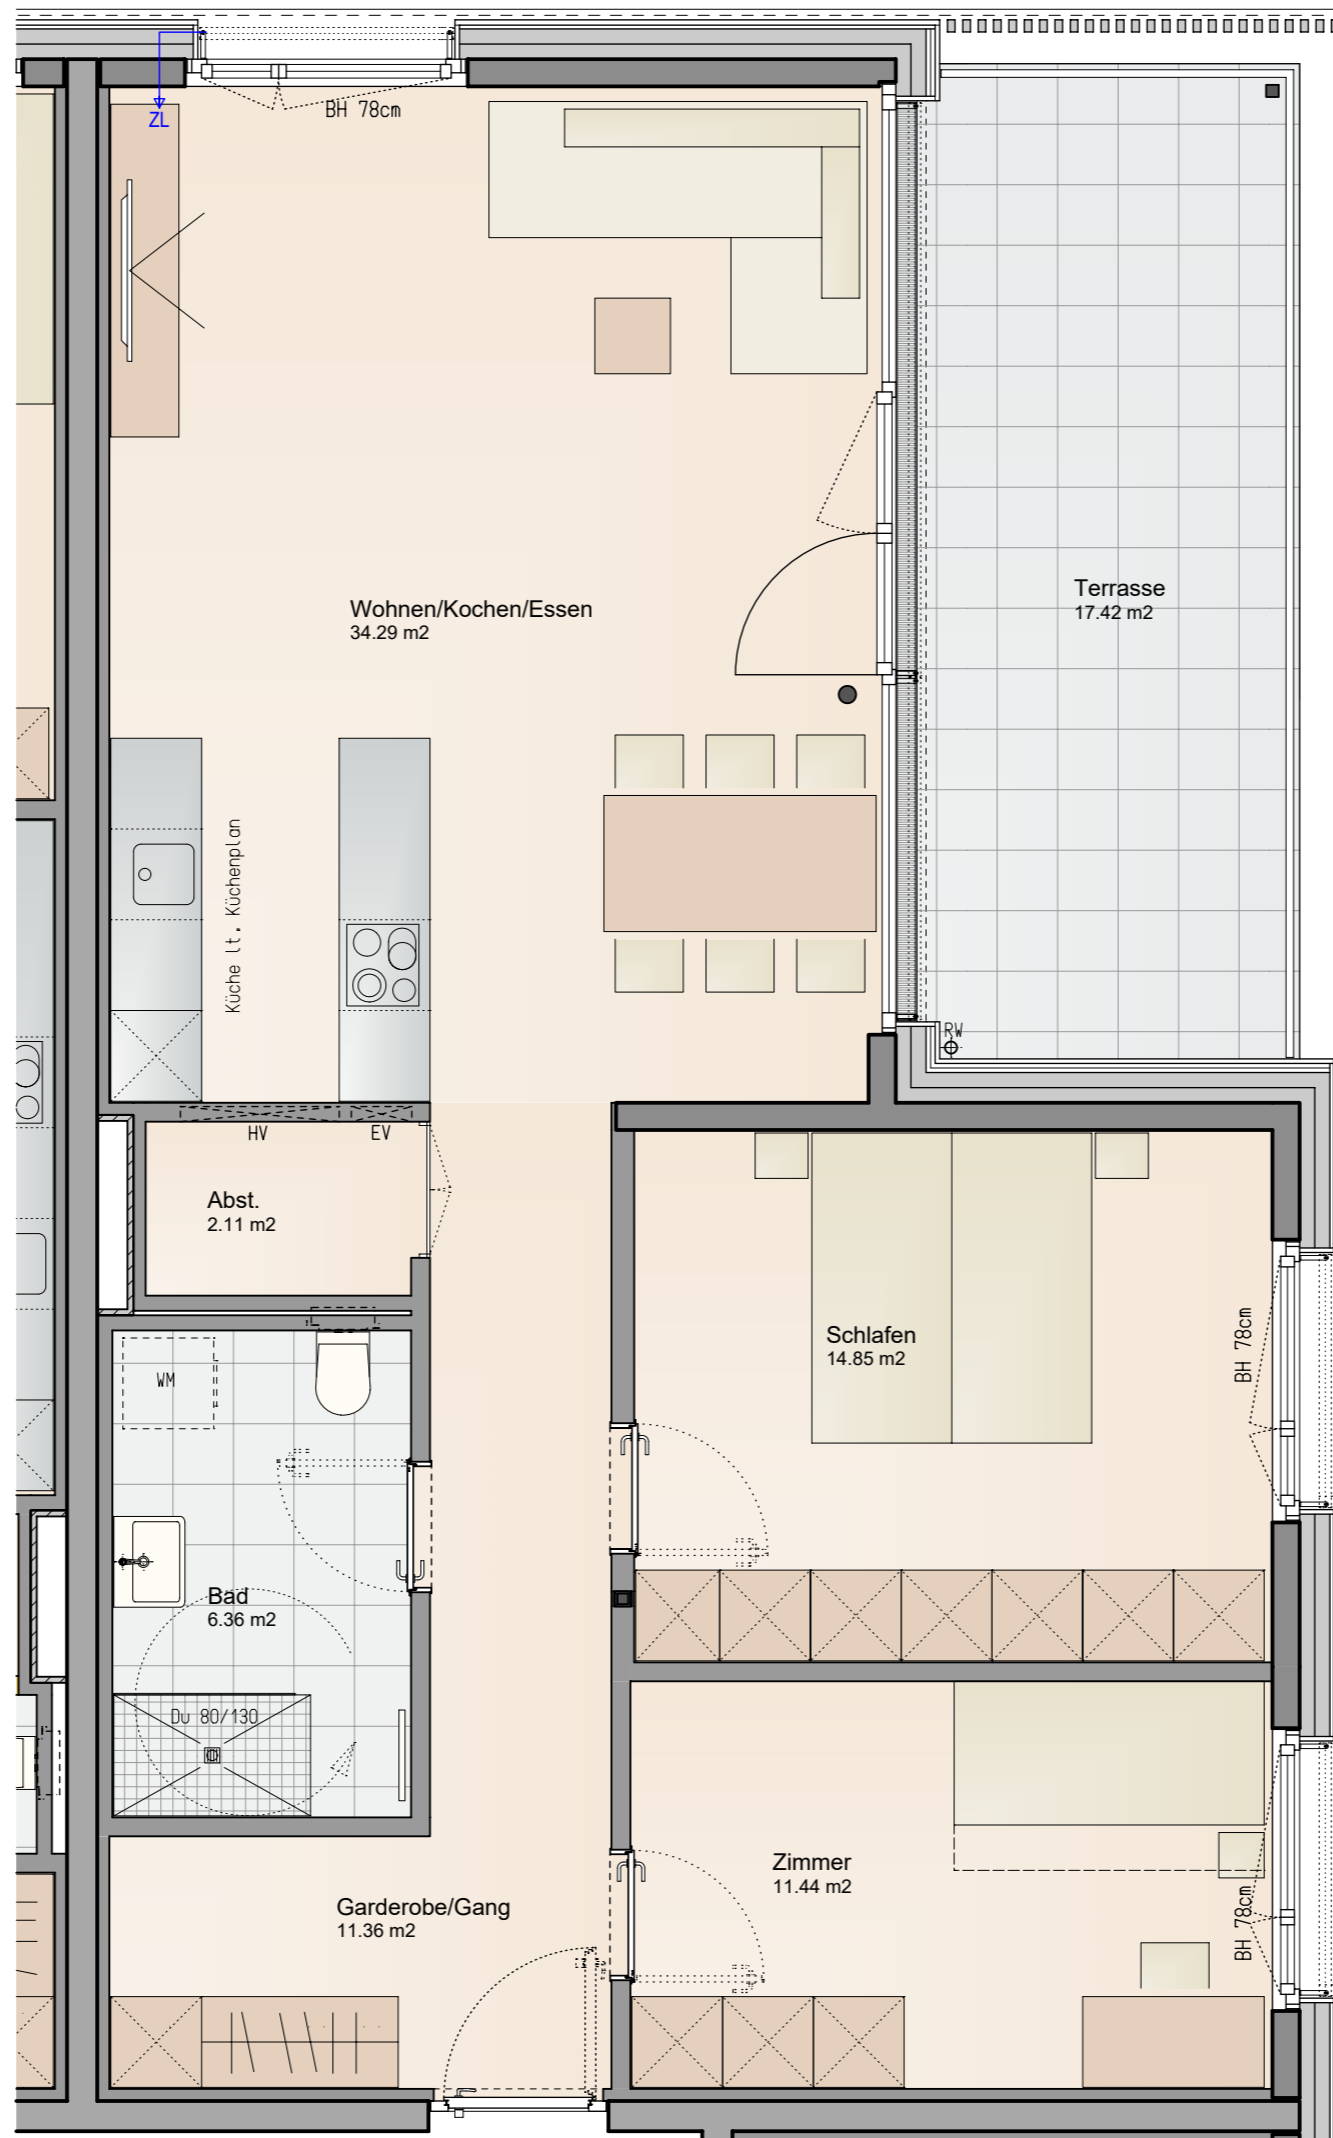 BH 78cm
ZL
Wohnen/Kochen/Essen
34.29 m2
Terrasse
17.42 m2
Küche lt. Küchenplan
RW
HV
EV
Abst.
2.11 m2
Schlafen
14.85 m2
BH 78cm
WM
Bad
6.36 m2
Du 80/130
Zimmer
11.44 m2
BH 78cm
Garderobe/Gang
11.36 m2